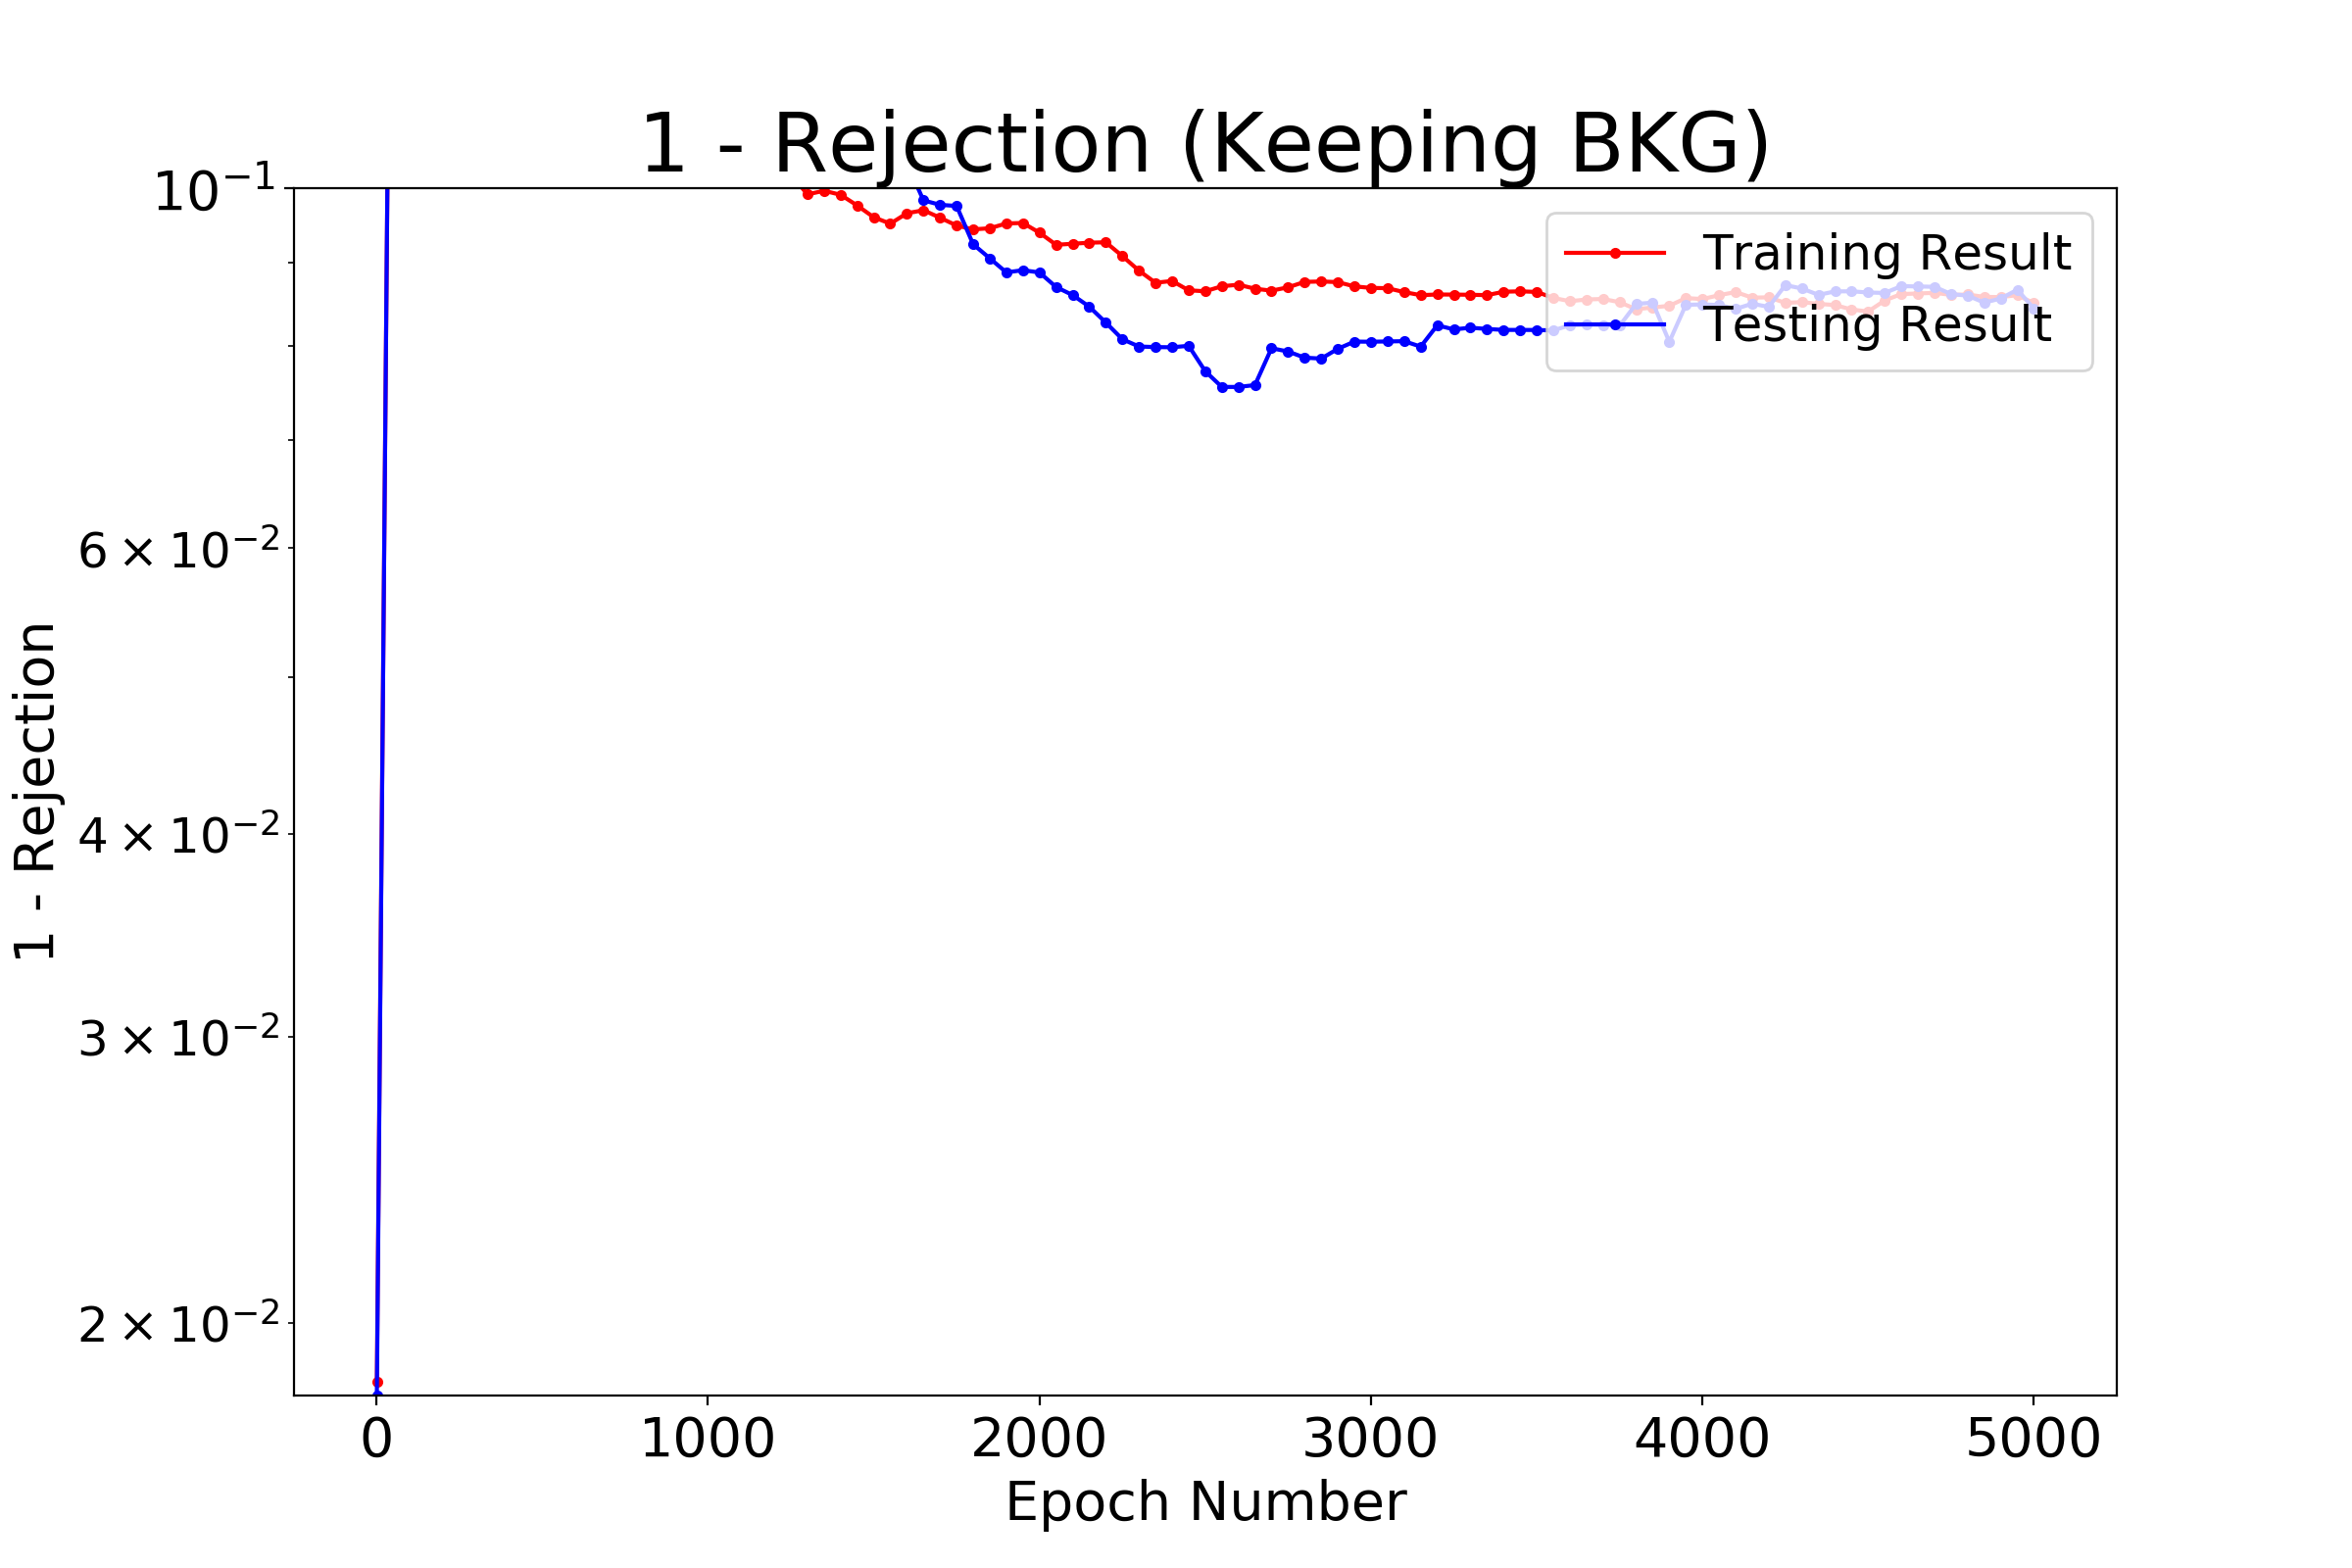 1 - Rejection (Keeping BKG)
10⁻¹
6 × 10⁻²
4 × 10⁻²
3 × 10⁻²
2 × 10⁻²
1 - Rejection
Training Result
Testing Result
0 1000 2000 3000 4000 5000
Epoch Number